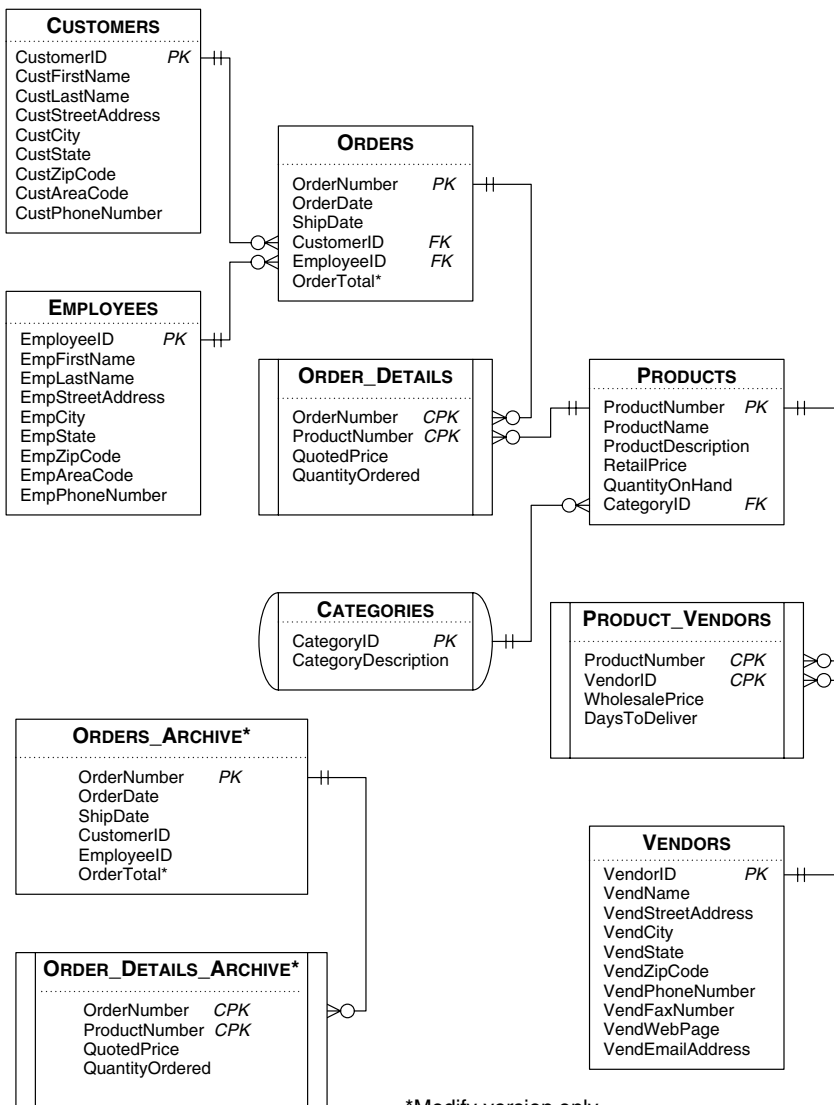 CUSTOMERS
CustomerID PK
CustFirstName
CustLastName
CustStreetAddress
CustCity
CustState
CustZipCode
CustAreaCode
CustPhoneNumber
ORDERS
OrderNumber PK
OrderDate
ShipDate
CustomerID FK
EmployeeID FK
OrderTotal*
EMPLOYEES
EmployeeID PK
EmpFirstName
EmpLastName
EmpStreetAddress
EmpCity
EmpState
EmpZipCode
EmpAreaCode
EmpPhoneNumber
ORDER_DETAILS
OrderNumber CPK
ProductNumber CPK
QuotedPrice
QuantityOrdered
PRODUCTS
ProductNumber PK
ProductName
ProductDescription
RetailPrice
QuantityOnHand
CategoryID FK
CATEGORIES
CategoryID PK
CategoryDescription
PRODUCT_VENDORS
ProductNumber CPK
VendorID CPK
WholesalePrice
DaysToDeliver
ORDERS_ARCHIVE*
OrderNumber PK
OrderDate
ShipDate
CustomerID
EmployeeID
OrderTotal*
VENDORS
VendorID PK
VendName
VendStreetAddress
VendCity
VendState
VendZipCode
VendPhoneNumber
VendFaxNumber
VendWebPage
VendEmailAddress
ORDER_DETAILS_ARCHIVE*
OrderNumber CPK
ProductNumber CPK
QuotedPrice
QuantityOrdered
*Modify version only